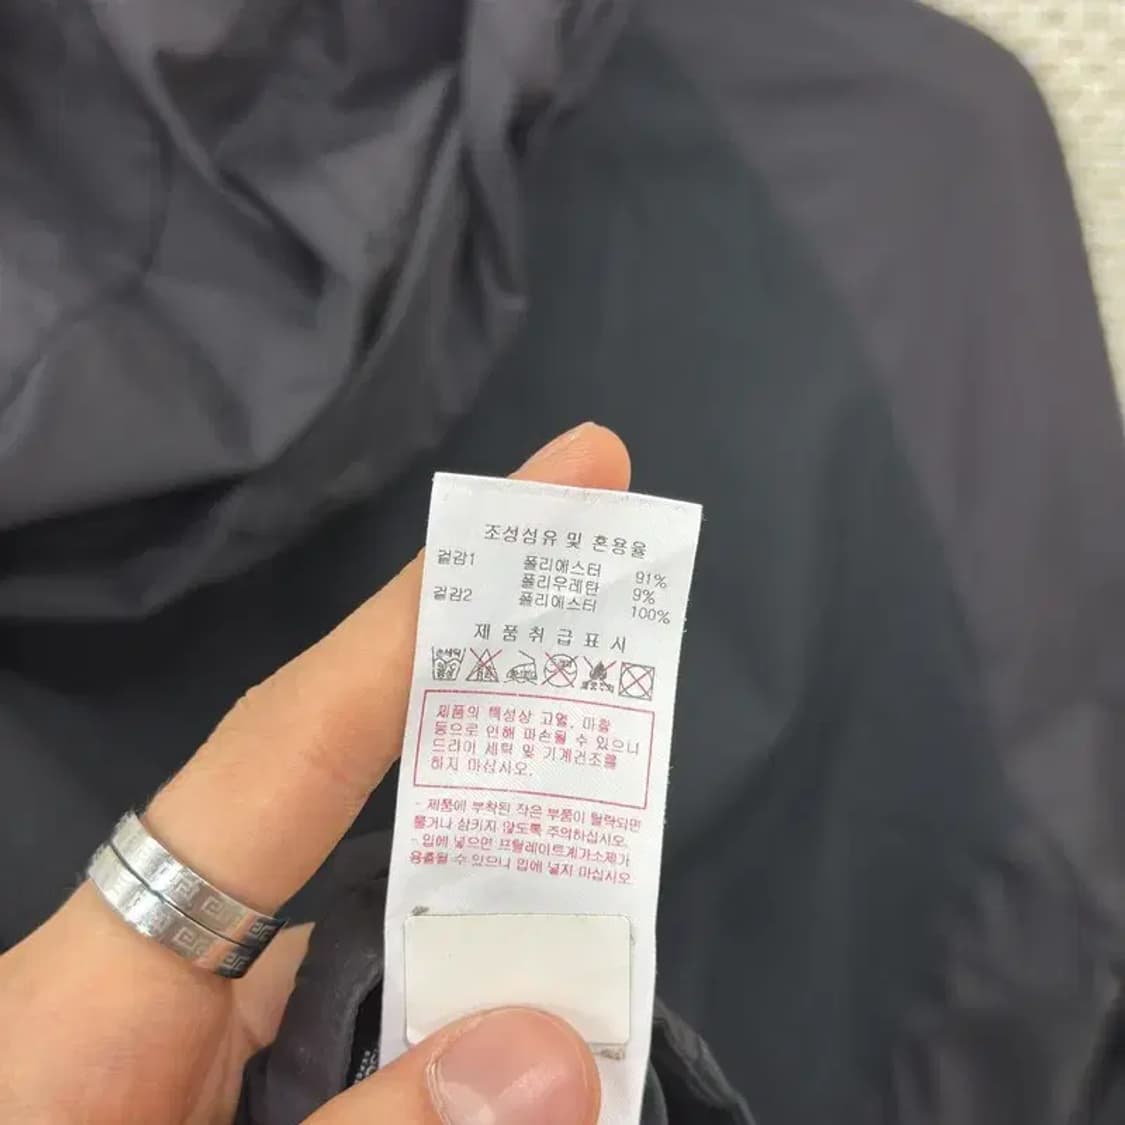 조성섬유 및 혼용율
겉감1 폴리에스터 91%
폴리우레탄 9%
겉감2 폴리에스터 100%
제 품 취 급 표 시
제품의 특성상 고열, 마찰
등으로 인해 파손될 수 있으니
드라이 세탁 및 기계건조를
하지 마십시오.
- 제품에 부착된 작은 부품이 탈락되면
물거나 삼키지 않도록 주의하십시오.
- 입에 넣으면 프탈레이트계가소제가
용출될 수 있으니 입에 넣지 마십시오.